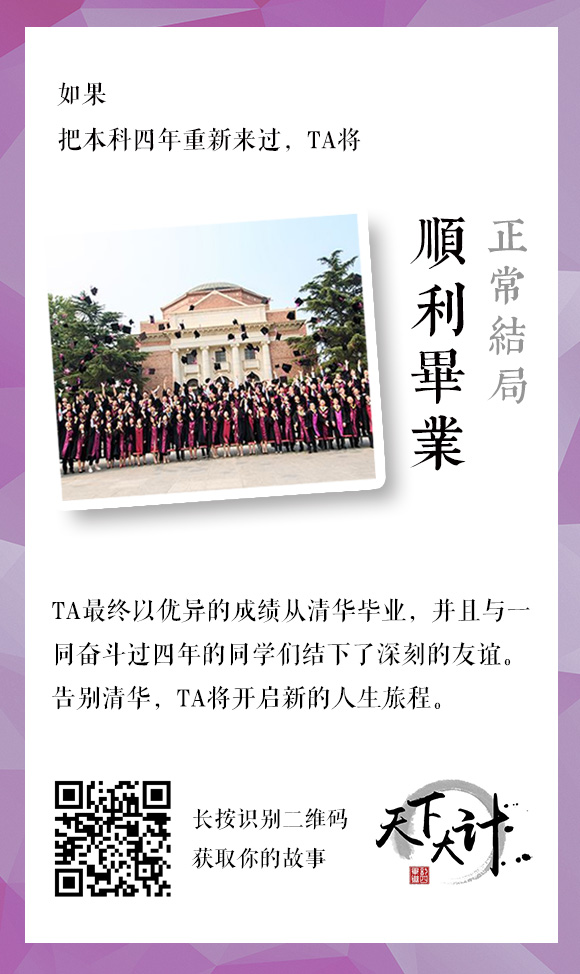 如果
把本科四年重新来过，TA将
正常結局
順利畢業
TA最终以优异的成绩从清华毕业，并且与一
同奋斗过四年的同学们结下了深刻的友谊。
告别清华，TA将开启新的人生旅程。
长按识别二维码
获取你的故事
天下大计